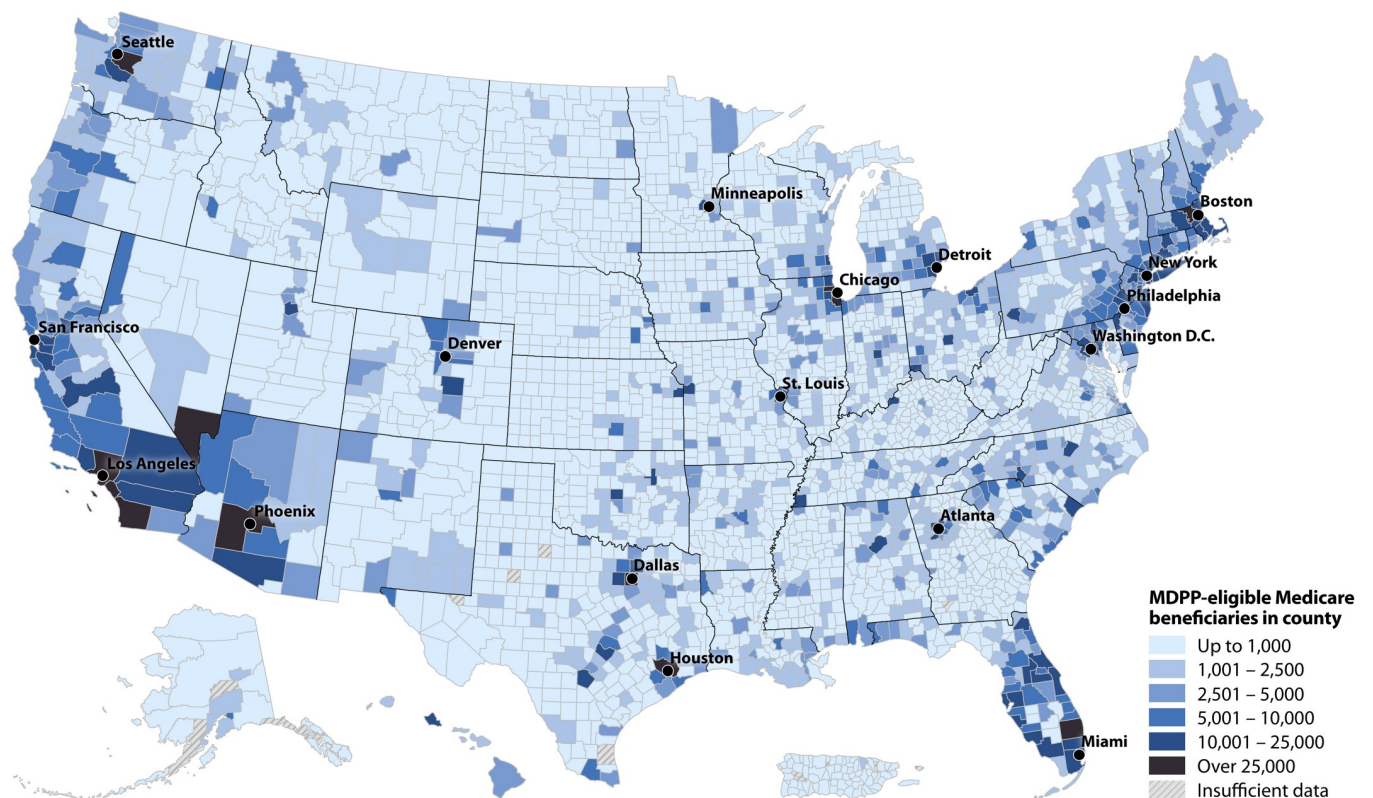 Seattle
Minneapolis
Boston
Detroit
New York
Chicago
Philadelphia
San Francisco
Washington D.C.
Denver
St. Louis
Los Angeles
Phoenix
Atlanta
Dallas
Houston
Miami
MDPP-eligible Medicare
beneficiaries in county
Up to 1,000
1,001 – 2,500
2,501 – 5,000
5,001 – 10,000
10,001 – 25,000
Over 25,000
Insufficient data